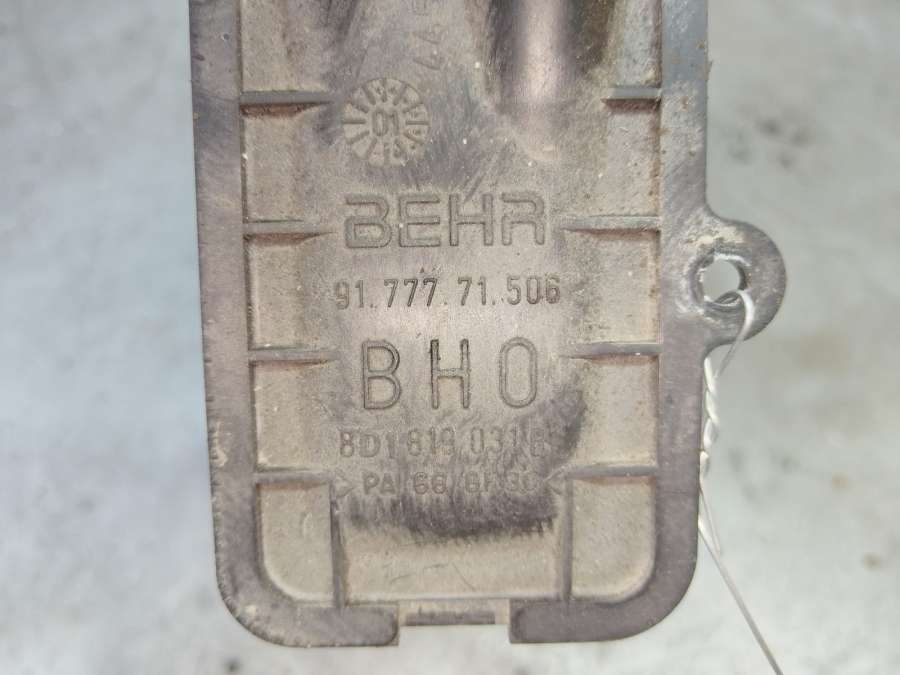 01
BEHR
91.777.71.506
BHO
8D1 819 031 B
PA 66 GF30